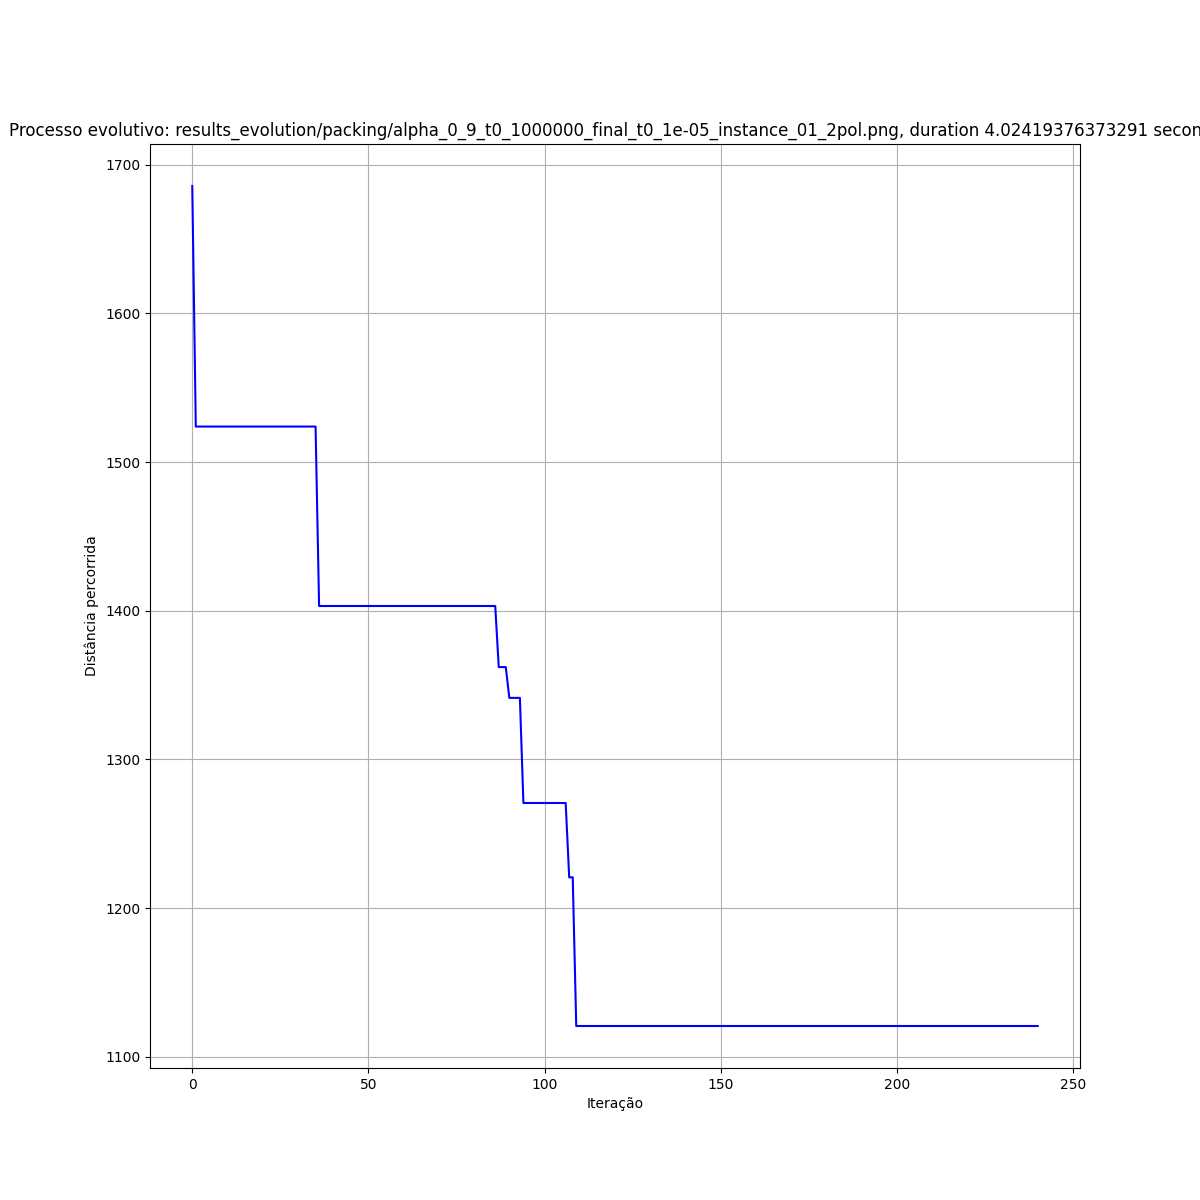 Processo evolutivo: results_evolution/packing/alpha_0_9_t0_1000000_final_t0_1e-05_instance_01_2pol.png, duration 4.02419376373291 secon
1700
1600
1500
1400
1300
1200
1100
Distância percorrida
0 50 100 150 200 250
Iteração